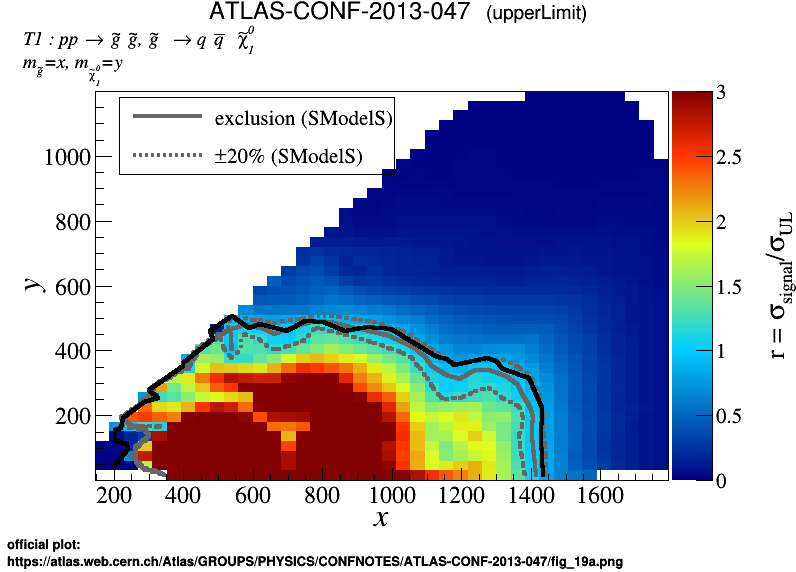 ATLAS-CONF-2013-047 (upperLimit)
T1 : pp → g̃ g̃, g̃ → q q̅ χ̃₁⁰
m_g̃=x, m_χ̃₁⁰=y
exclusion (SModelS)
±20% (SModelS)
y
1000
800
600
400
200
200 400 600 800 1000 1200 1400 1600
x
3
2.5
2
1.5
1
0.5
0
r = σ_signal/σ_UL
official plot:
https://atlas.web.cern.ch/Atlas/GROUPS/PHYSICS/CONFNOTES/ATLAS-CONF-2013-047/fig_19a.png